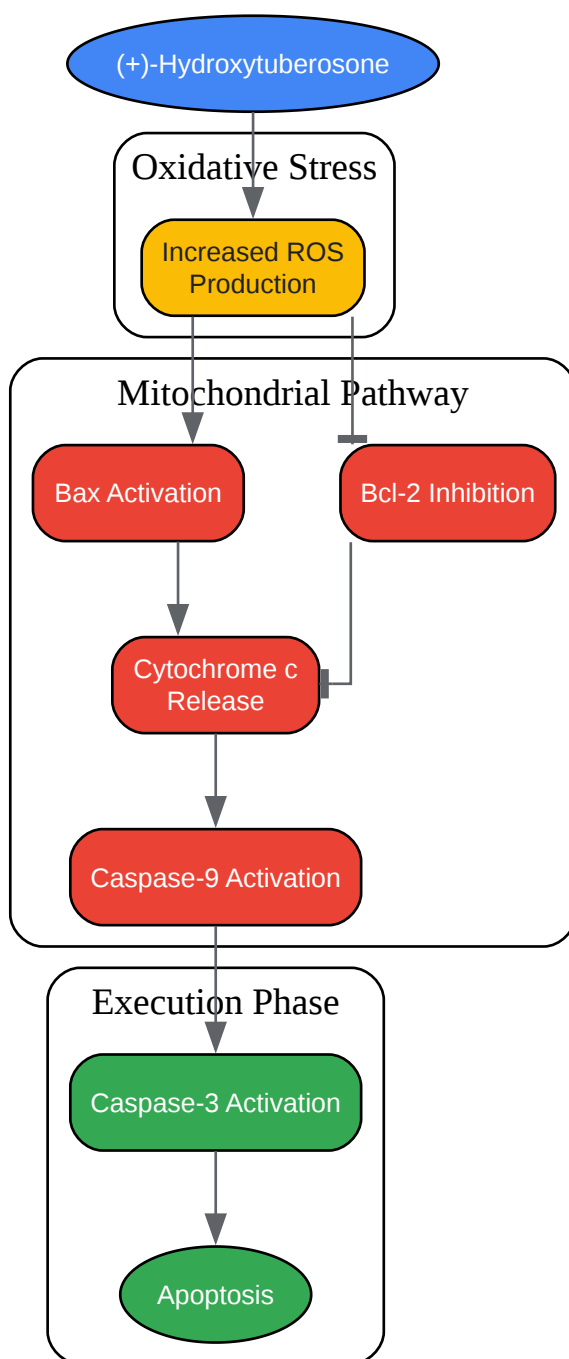 (+)-Hydroxytuberosone
Oxidative Stress
Increased ROS
Production
Mitochondrial Pathway
Bax Activation
Bcl-2 Inhibition
Cytochrome c
Release
Caspase-9 Activation
Execution Phase
Caspase-3 Activation
Apoptosis